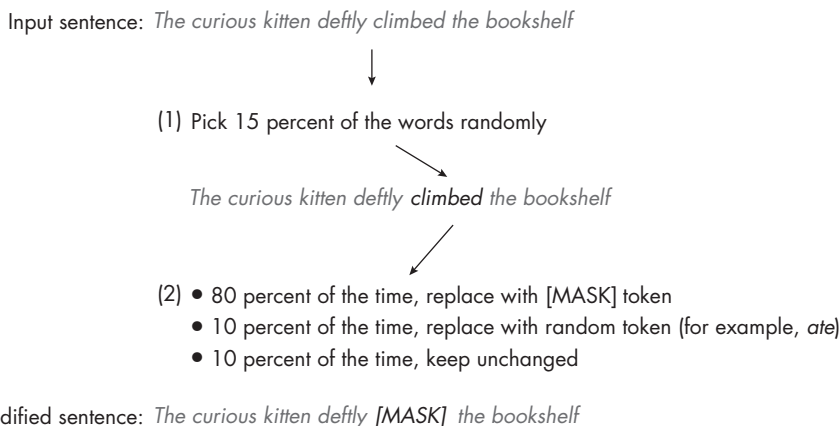 Input sentence: The curious kitten deftly climbed the bookshelf
(1) Pick 15 percent of the words randomly
The curious kitten deftly climbed the bookshelf
(2) • 80 percent of the time, replace with [MASK] token
• 10 percent of the time, replace with random token (for example, ate)
• 10 percent of the time, keep unchanged
dified sentence: The curious kitten deftly [MASK] the bookshelf